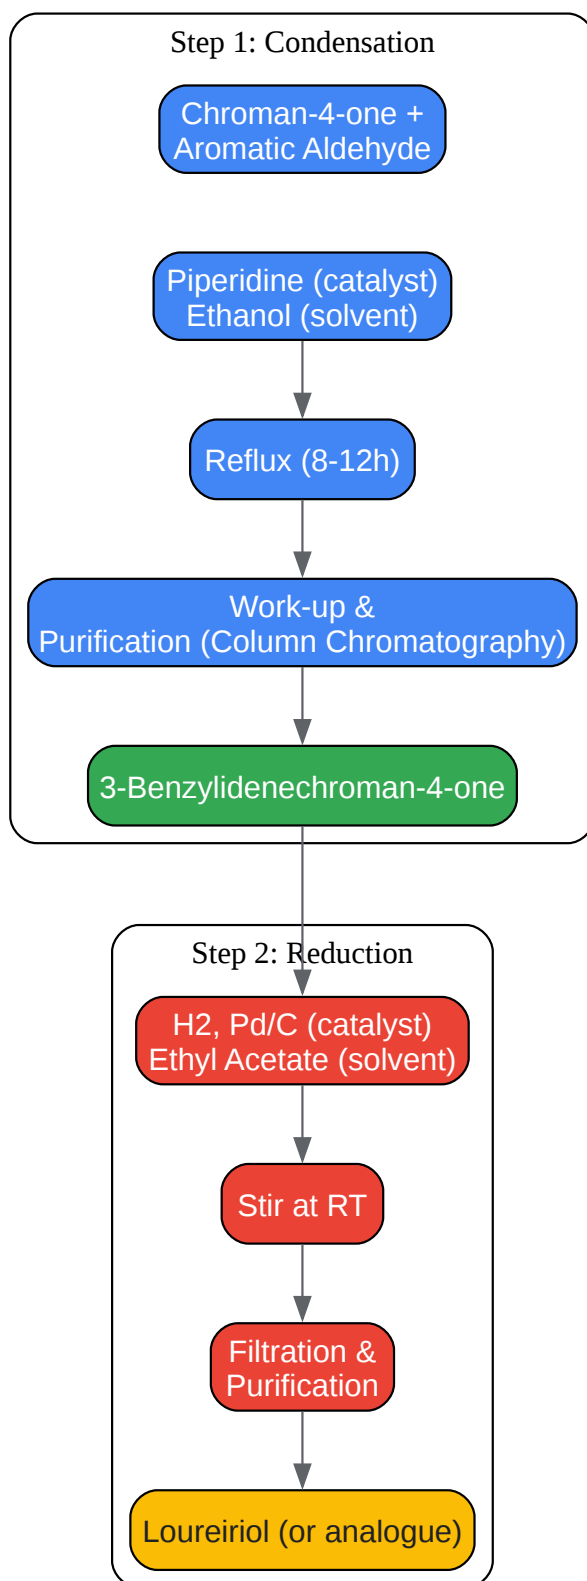 Step 1: Condensation
Chroman-4-one +
Aromatic Aldehyde
Piperidine (catalyst)
Ethanol (solvent)
Reflux (8-12h)
Work-up &
Purification (Column Chromatography)
3-Benzylidenechroman-4-one
Step 2: Reduction
H2, Pd/C (catalyst)
Ethyl Acetate (solvent)
Stir at RT
Filtration &
Purification
Loureiriol (or analogue)